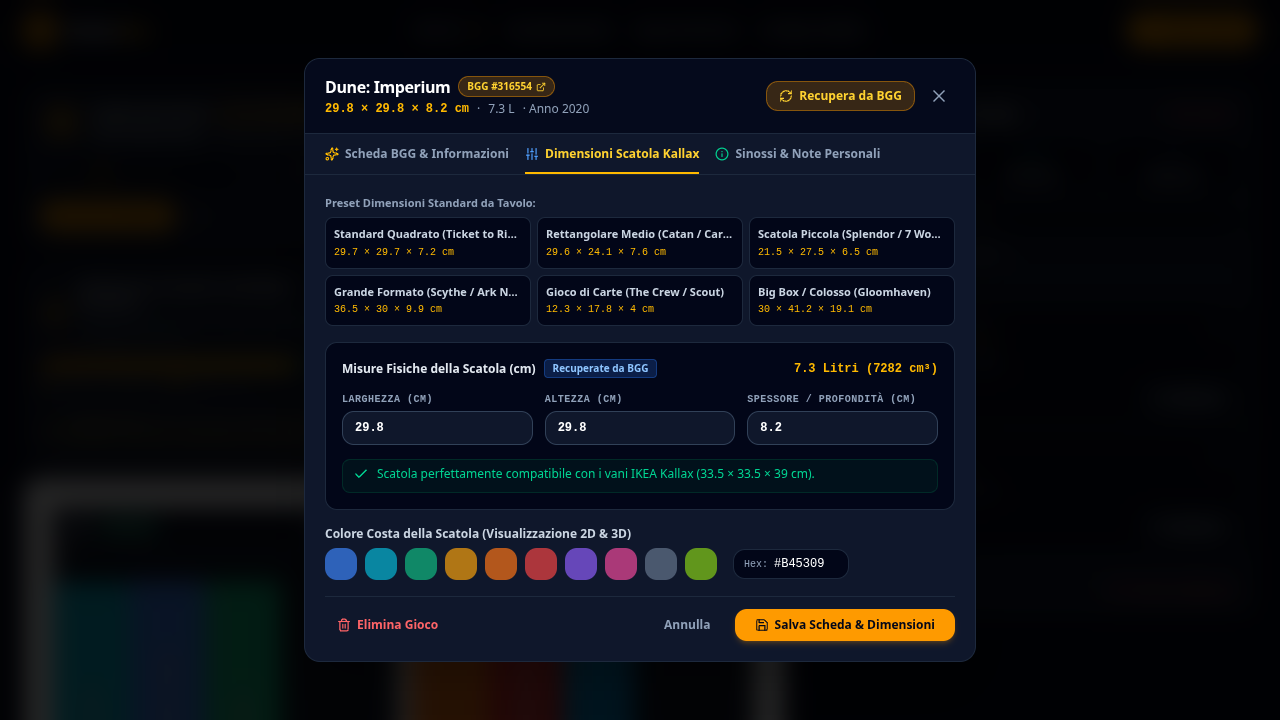 Dune: Imperium BGG #316554
29.8 × 29.8 × 8.2 cm · 7.3 L · Anno 2020
Recupera da BGG
Scheda BGG & Informazioni Dimensioni Scatola Kallax Sinossi & Note Personali
Preset Dimensioni Standard da Tavolo:
Standard Quadrato (Ticket to Ri...
29.7 × 29.7 × 7.2 cm
Rettangolare Medio (Catan / Car...
29.6 × 24.1 × 7.6 cm
Scatola Piccola (Splendor / 7 Wo...
21.5 × 27.5 × 6.5 cm
Grande Formato (Scythe / Ark N...
36.5 × 30 × 9.9 cm
Gioco di Carte (The Crew / Scout)
12.3 × 17.8 × 4 cm
Big Box / Colosso (Gloomhaven)
30 × 41.2 × 19.1 cm
Misure Fisiche della Scatola (cm) Recuperate da BGG 7.3 Litri (7282 cm³)
LARGHEZZA (CM)
29.8
ALTEZZA (CM)
29.8
SPESSORE / PROFONDITÀ (CM)
8.2
Scatola perfettamente compatibile con i vani IKEA Kallax (33.5 × 33.5 × 39 cm).
Colore Costa della Scatola (Visualizzazione 2D & 3D)
Hex: #B45309
Elimina Gioco Annulla Salva Scheda & Dimensioni